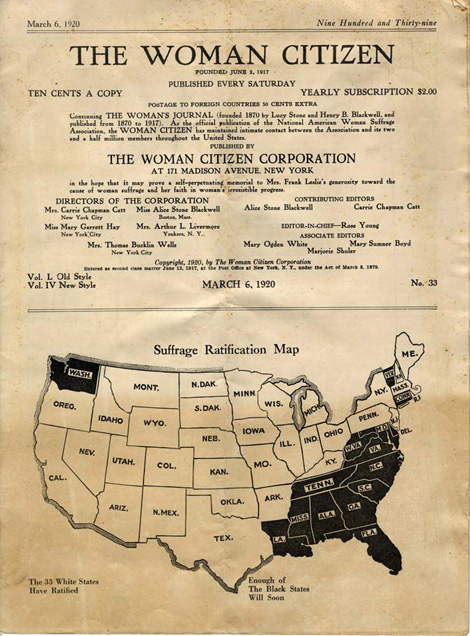 March 6, 1920 Nine Hundred and Thirty-nine
THE WOMAN CITIZEN
FOUNDED JUNE 2, 1917
PUBLISHED EVERY SATURDAY
TEN CENTS A COPY YEARLY SUBSCRIPTION $2.00
POSTAGE TO FOREIGN COUNTRIES 50 CENTS EXTRA
Continuing THE WOMAN'S JOURNAL (founded 1870 by Lucy Stone and Henry B. Blackwell, and
published from 1870 to 1917). As the official publication of the National American Woman Suffrage
Association, the WOMAN CITIZEN has maintained intimate contact between the Association and its two
and a half million members throughout the United States.
PUBLISHED BY
THE WOMAN CITIZEN CORPORATION
AT 171 MADISON AVENUE, NEW YORK
in the hope that it may prove a self-perpetuating memorial to Mrs. Frank Leslie's generosity toward the
cause of woman suffrage and her faith in woman's irresistible progress.
DIRECTORS OF THE CORPORATION
Mrs. Carrie Chapman Catt Miss Alice Stone Blackwell
New York City Boston, Mass.
Miss Mary Garrett Hay Mrs. Arthur L. Livermore
New York City Yonkers, N. Y.
Mrs. Thomas Bucklin Wells
New York City
CONTRIBUTING EDITORS
Alice Stone Blackwell Carrie Chapman Catt
EDITOR-IN-CHIEF—Rose Young
ASSOCIATE EDITORS
Mary Ogden White Mary Sumner Boyd
Marjorie Shuler
Copyright, 1920, by The Woman Citizen Corporation
Entered as second class matter June 13, 1917, at the Post Office at New York, N. Y., under the Act of March 3, 1879.
Vol. L Old Style
Vol. IV New Style MARCH 6, 1920 No. 33
Suffrage Ratification Map
WASH.
MONT.
N.DAK.
MINN
WIS.
MICH.
N.Y.
ME.
MASS.
CONN
OREG.
IDAHO
WYO.
S.DAK.
IOWA
PENN.
N.J.
DEL.
NEV.
UTAH.
COL.
NEB.
ILL.
IND.
OHIO
W.VA
VA.
CAL.
KAN.
MO.
KY.
N.C.
TENN.
S.C.
ARIZ.
N.MEX.
OKLA.
ARK.
MISS
ALA.
GA.
TEX.
LA.
FLA
The 33 White States
Have Ratified
Enough of
The Black States
Will Soon